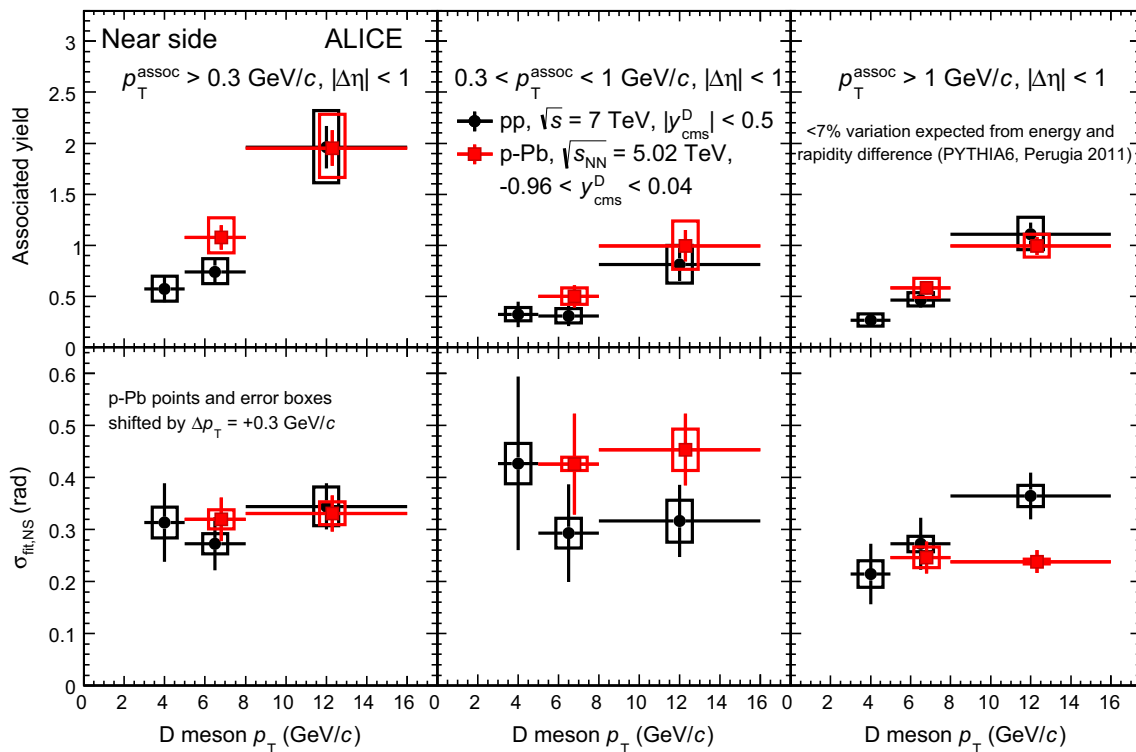 Near side ALICE
p_T^assoc > 0.3 GeV/c, |Δη| < 1
0.3 < p_T^assoc < 1 GeV/c, |Δη| < 1
p_T^assoc > 1 GeV/c, |Δη| < 1
pp, √s = 7 TeV, |y_cms^D| < 0.5
p-Pb, √s_NN = 5.02 TeV,
-0.96 < y_cms^D < 0.04
<7% variation expected from energy and
rapidity difference (PYTHIA6, Perugia 2011)
Associated yield
3
2.5
2
1.5
1
0.5
0
p-Pb points and error boxes
shifted by Δp_T = +0.3 GeV/c
σ_fit,NS (rad)
0.6
0.5
0.4
0.3
0.2
0.1
0
0 2 4 6 8 10 12 14 16
0 2 4 6 8 10 12 14 16
0 2 4 6 8 10 12 14 16
D meson p_T (GeV/c)
D meson p_T (GeV/c)
D meson p_T (GeV/c)